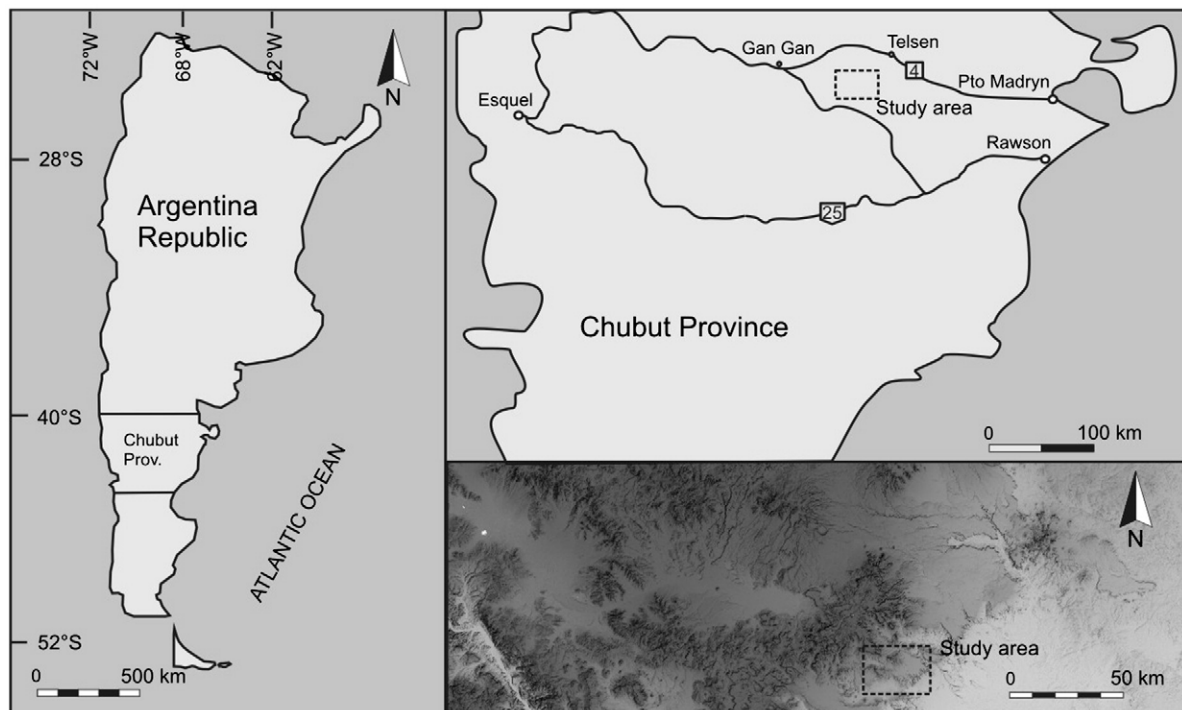 72°W
68°W
62°W
N
28°S
Argentina
Republic
40°S
Chubut
Prov.
ATLANTIC OCEAN
52°S
0 500 km
Gan Gan
Telsen
4
Pto Madryn
Esquel
Study area
Rawson
25
Chubut Province
0 100 km
N
Study area
0 50 km